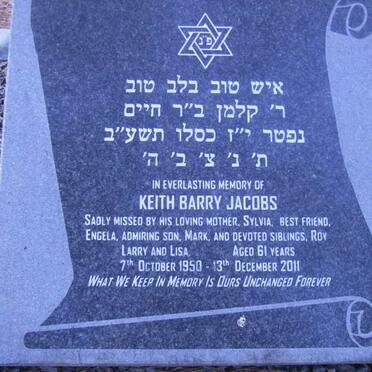 פ״נ
איש טוב בלב טוב
ר׳ קלמן ב״ר חיים
נפטר י״ז כסלו תשע״ב
ת׳ נ׳ צ׳ ב׳ ה׳
IN EVERLASTING MEMORY OF
KEITH BARRY JACOBS
SADLY MISSED BY HIS LOVING MOTHER, SYLVIA, BEST FRIEND,
ENGELA, ADMIRING SON, MARK, AND DEVOTED SIBLINGS, ROY
LARRY AND LISA. AGED 61 YEARS
7TH OCTOBER 1950 - 13TH DECEMBER 2011
WHAT WE KEEP IN MEMORY IS OURS UNCHANGED FOREVER